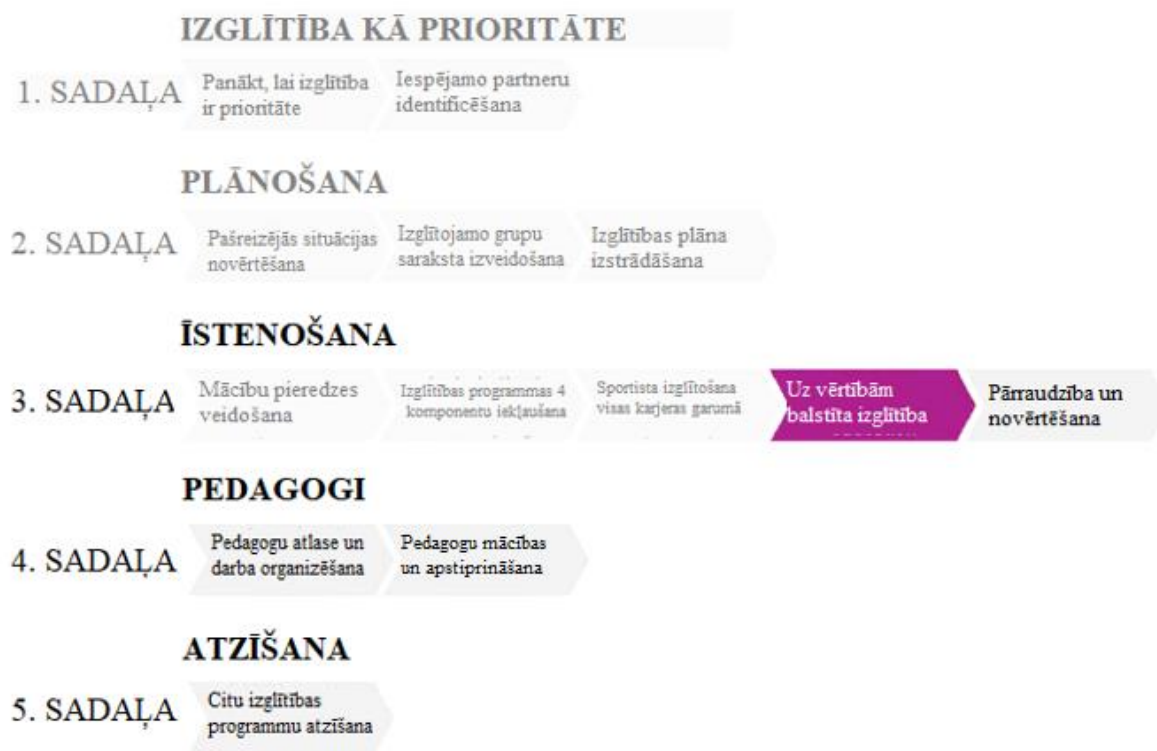 IZGLĪTĪBA KĀ PRIORITĀTE
1. SADAĻA
Panākt, lai izglītība
ir prioritāte
Iespējamo partneru
identificēšana
PLĀNOŠANA
2. SADAĻA
Pašreizējās situācijas
novērtēšana
Izglītojamo grupu
saraksta izveidošana
Izglītības plāna
izstrādāšana
ĪSTENOŠANA
3. SADAĻA
Mācību pieredzes
veidošana
Izglītības programmas 4
komponentu iekļaušana
Sportista izglītošana
visas karjeras garumā
Uz vērtībām
balstīta izglītība
Pārraudzība un
novērtēšana
PEDAGOGI
4. SADAĻA
Pedagogu atlase un
darba organizēšana
Pedagogu mācības
un apstiprināšana
ATZĪŠANA
5. SADAĻA
Citu izglītības
programmu atzīšana